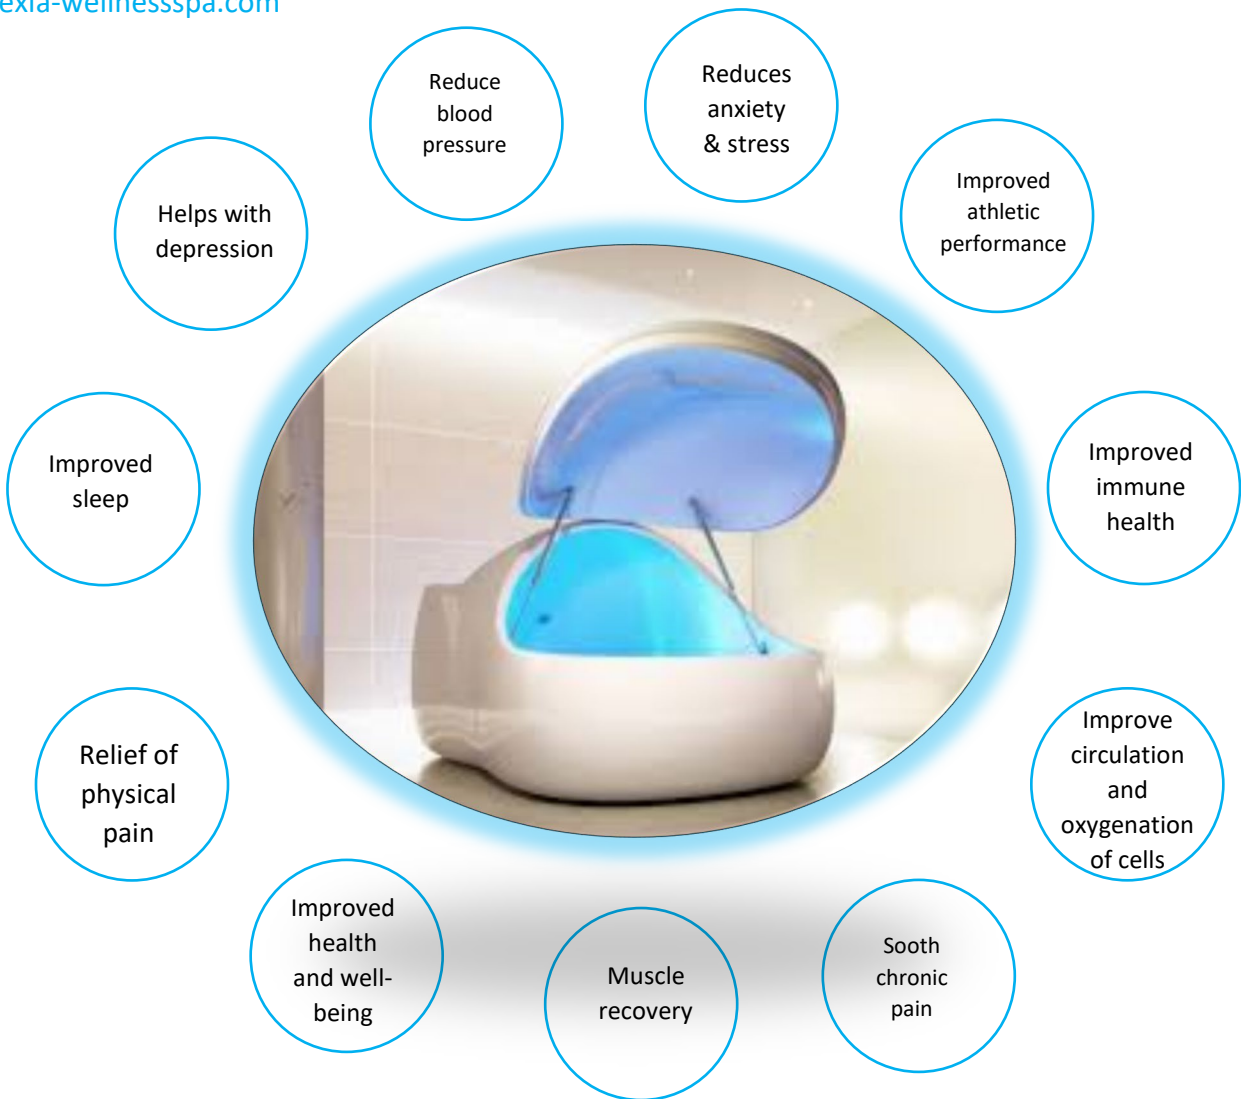 exia-wellnessspa.com
Reduce
blood
pressure
Reduces
anxiety
& stress
Improved
athletic
performance
Helps with
depression
Improved
sleep
Improved
immune
health
Relief of
physical
pain
Improve
circulation
and
oxygenation
of cells
Improved
health
and well-
being
Muscle
recovery
Sooth
chronic
pain